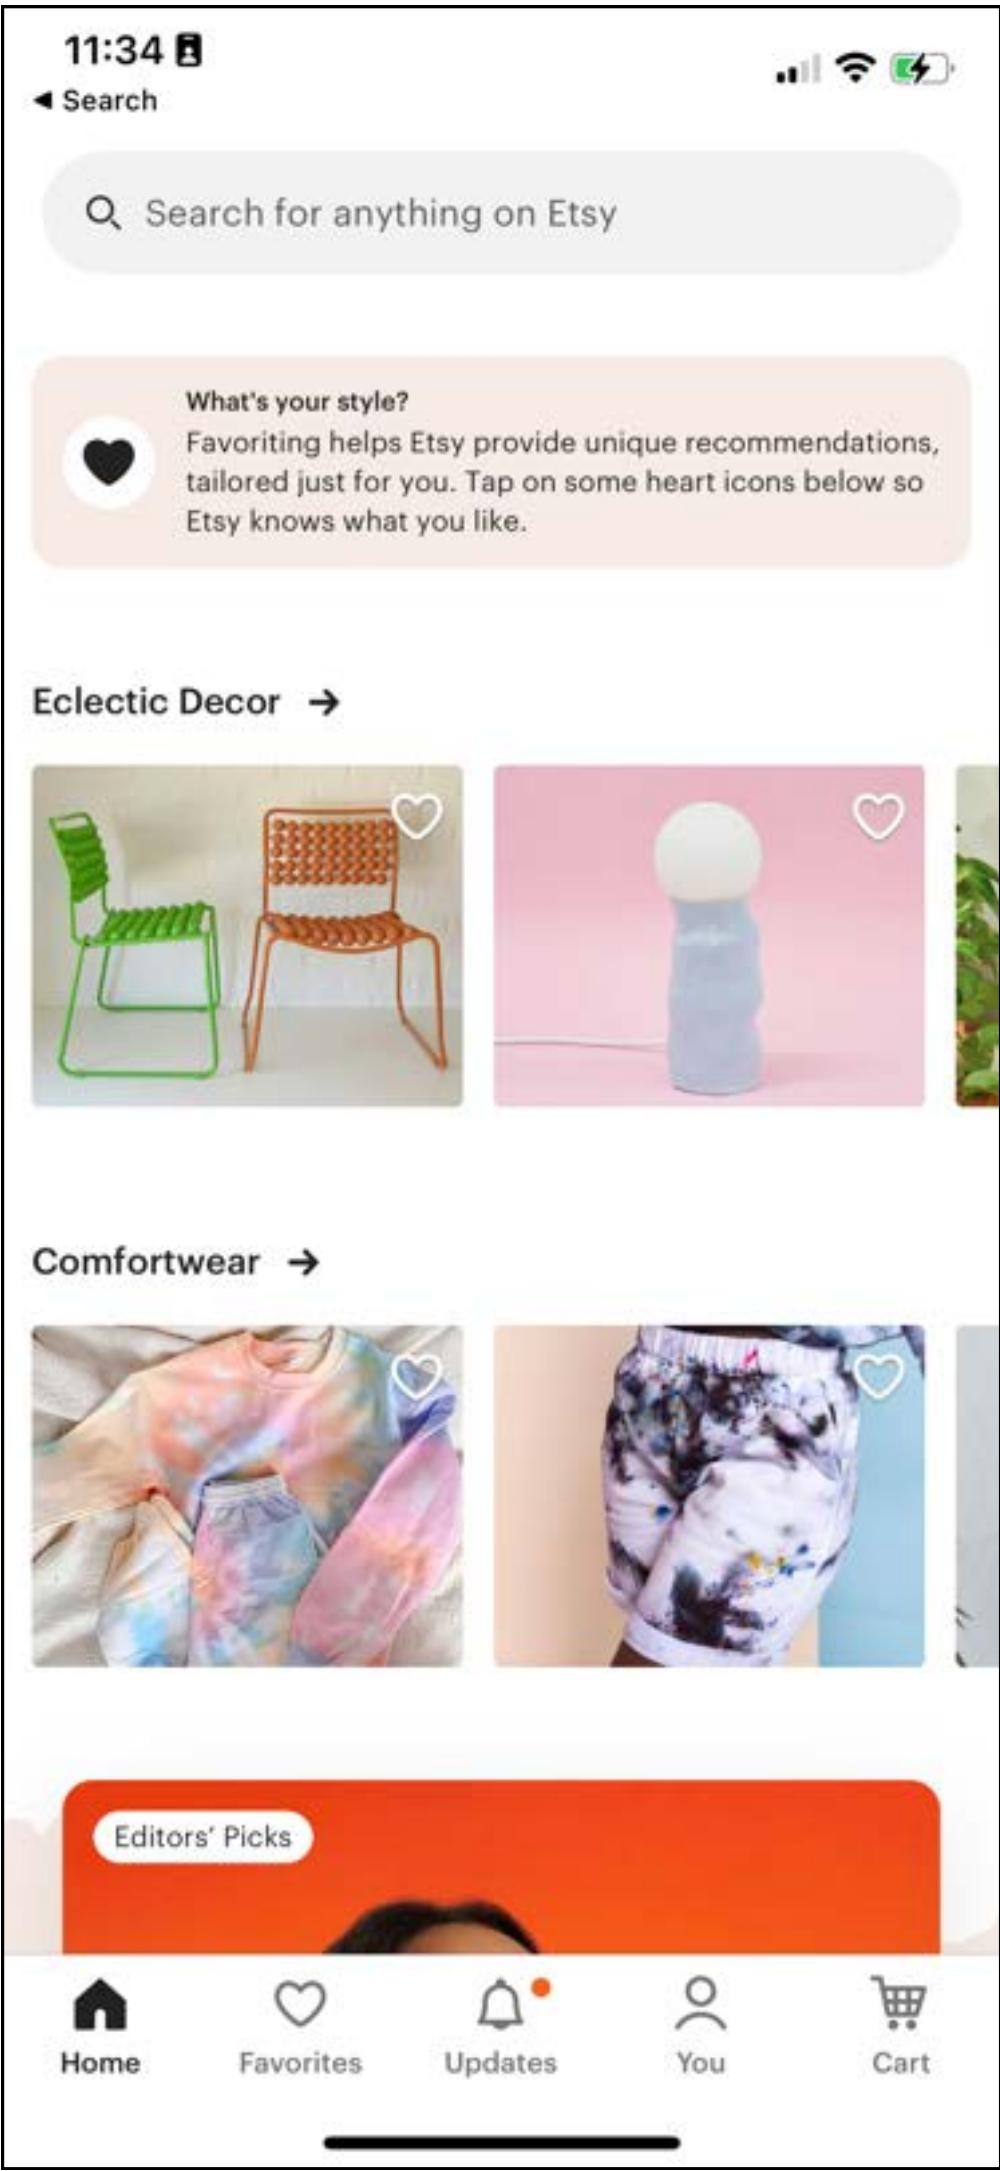 11:34
Search
Search for anything on Etsy
What's your style?
Favoriting helps Etsy provide unique recommendations,
tailored just for you. Tap on some heart icons below so
Etsy knows what you like.
Eclectic Decor →
Comfortwear →
Editors' Picks
Home Favorites Updates You Cart